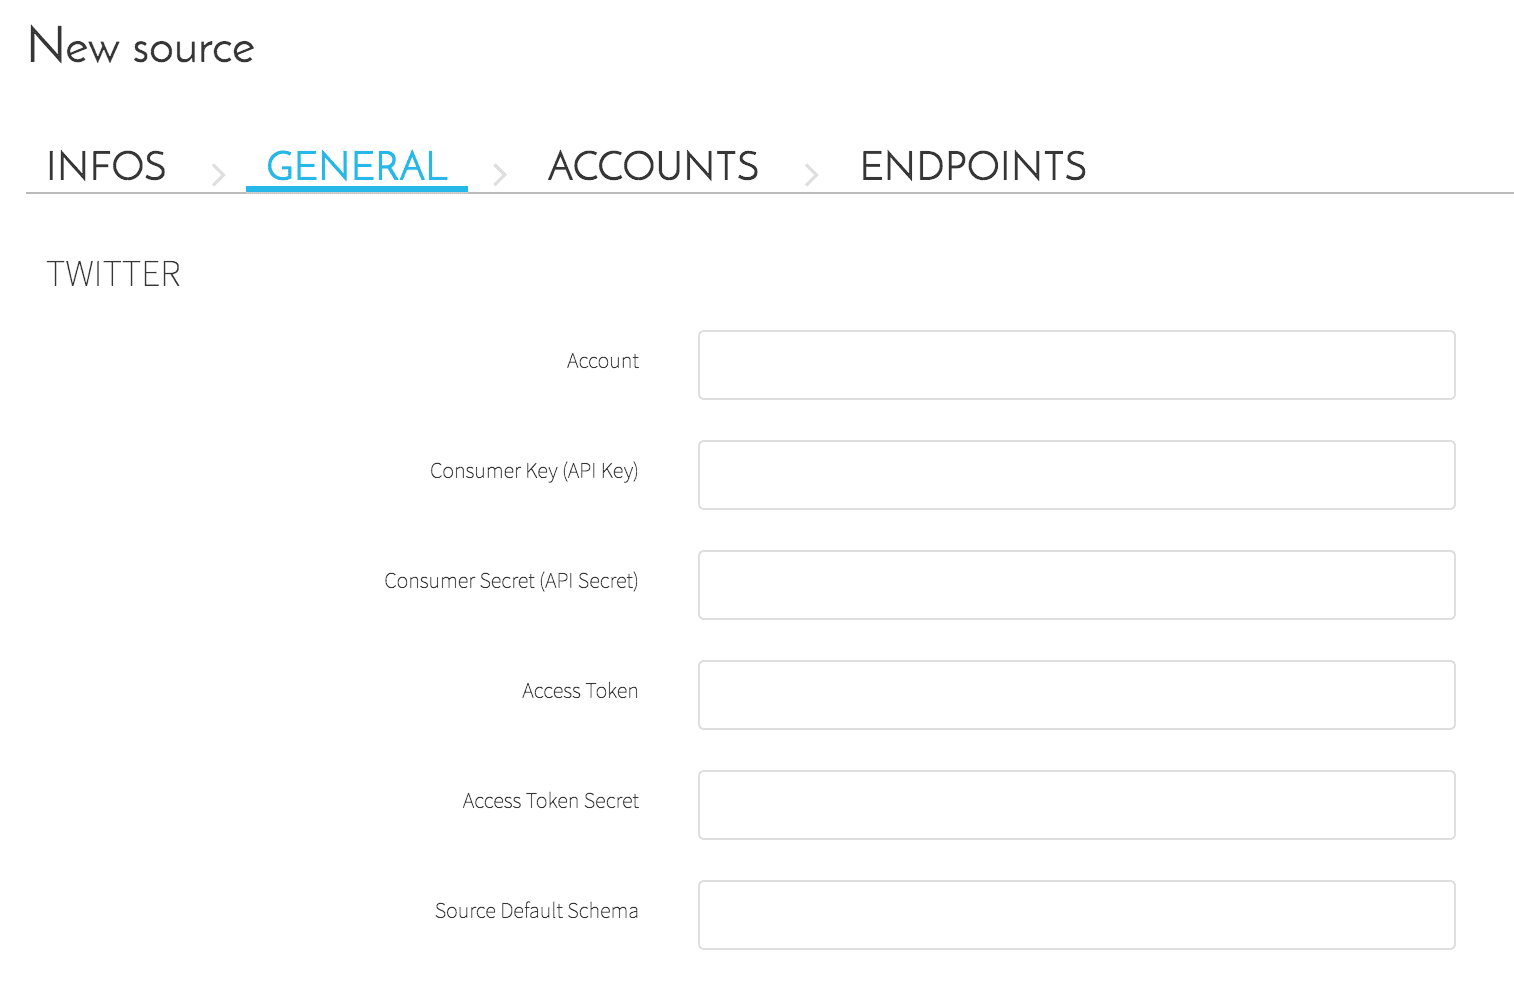 New source
INFOS > GENERAL > ACCOUNTS > ENDPOINTS
TWITTER
Account
Consumer Key (API Key)
Consumer Secret (API Secret)
Access Token
Access Token Secret
Source Default Schema